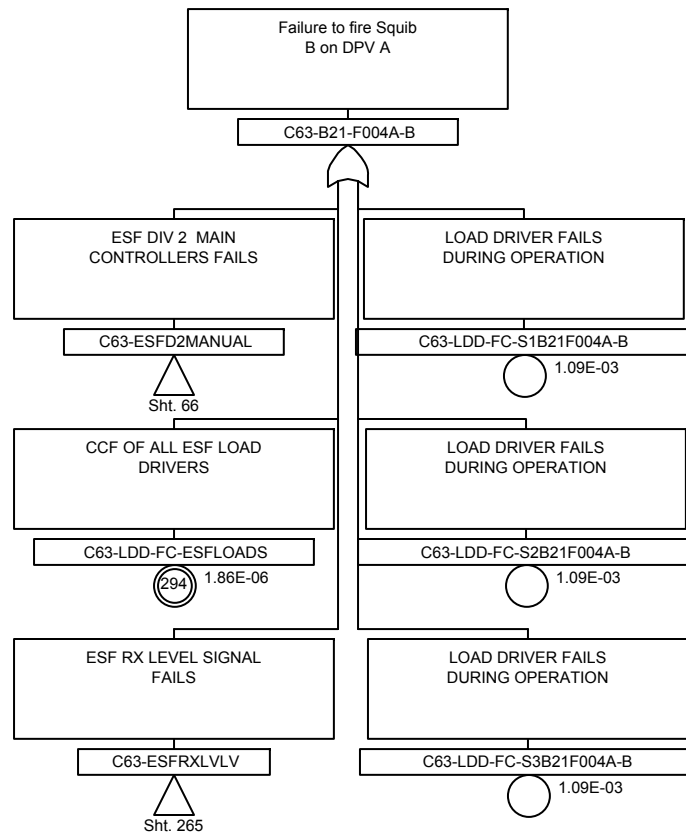 Failure to fire Squib
B on DPV A
C63-B21-F004A-B
ESF DIV 2 MAIN
CONTROLLERS FAILS
C63-ESFD2MANUAL
Sht. 66
LOAD DRIVER FAILS
DURING OPERATION
C63-LDD-FC-S1B21F004A-B
1.09E-03
CCF OF ALL ESF LOAD
DRIVERS
C63-LDD-FC-ESFLOADS
294
1.86E-06
LOAD DRIVER FAILS
DURING OPERATION
C63-LDD-FC-S2B21F004A-B
1.09E-03
ESF RX LEVEL SIGNAL
FAILS
C63-ESFRXLVLV
Sht. 265
LOAD DRIVER FAILS
DURING OPERATION
C63-LDD-FC-S3B21F004A-B
1.09E-03